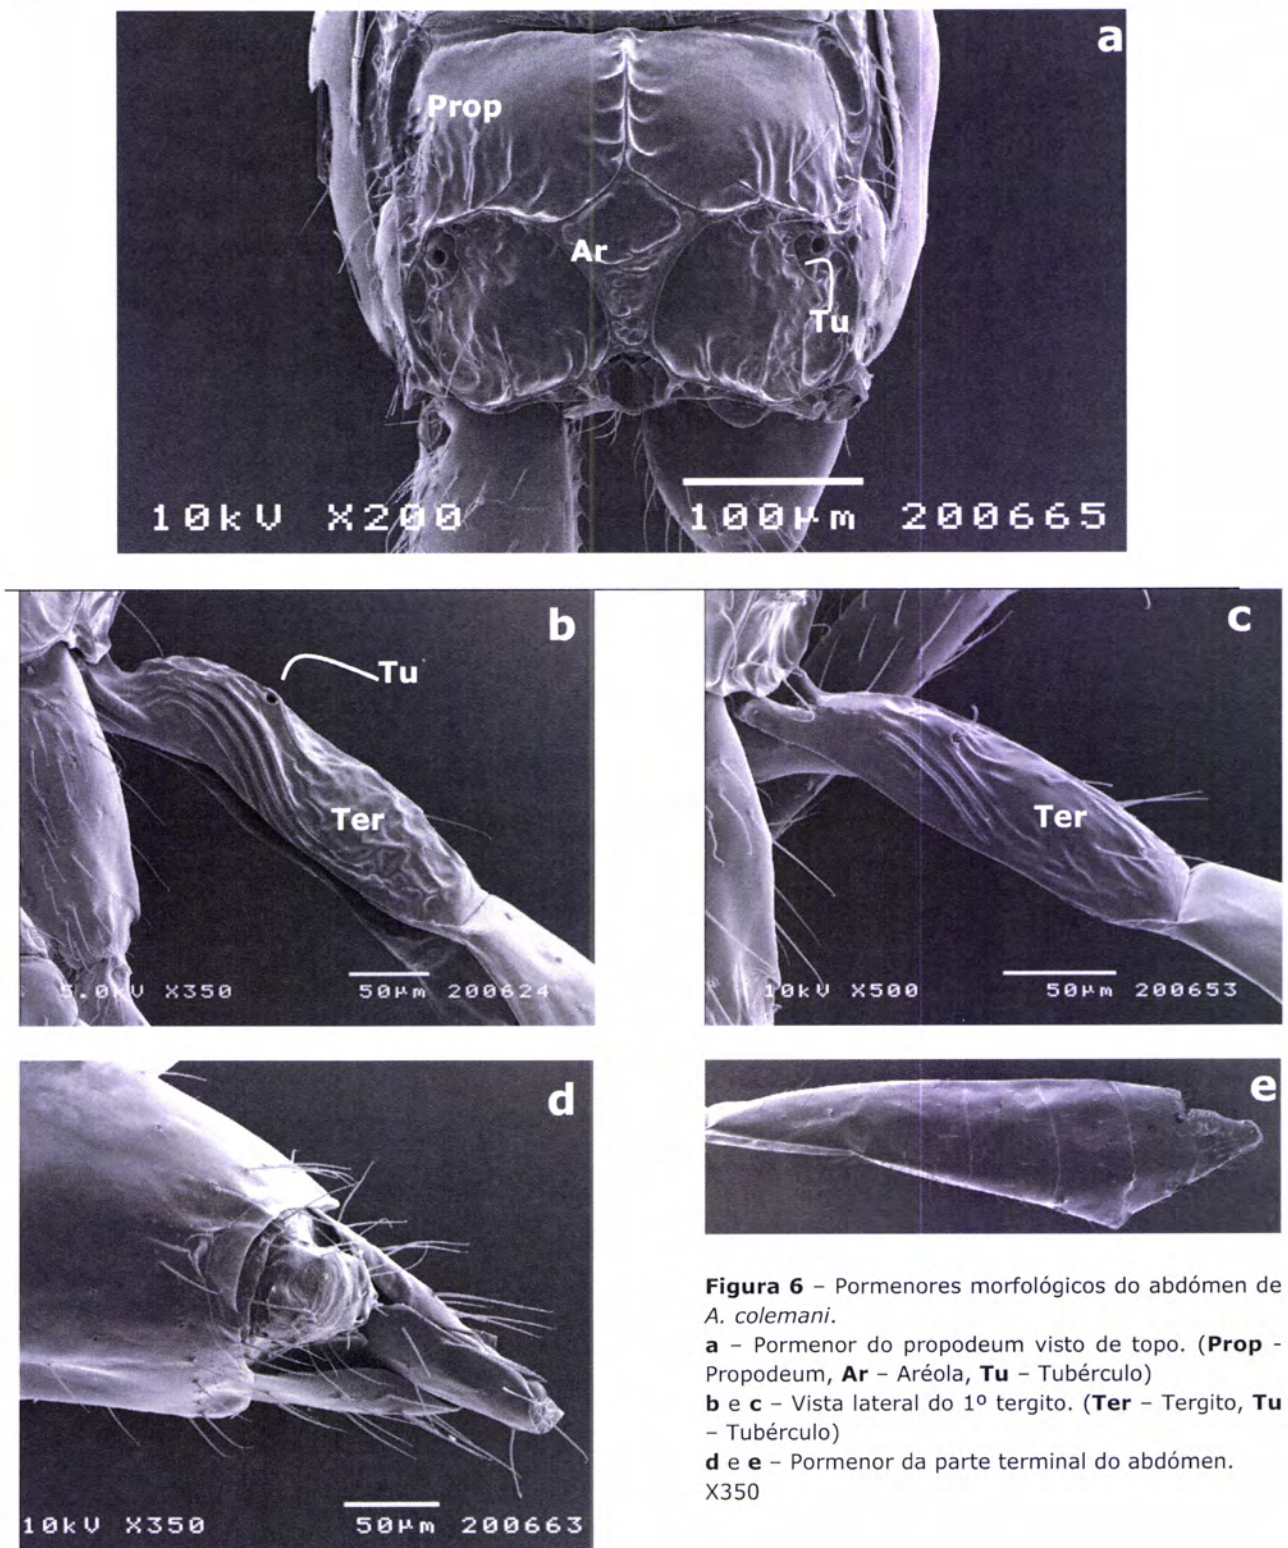 a
Prop
Ar
Tu
10kV X200 100µm 200665
b
Tu
Ter
5.0kV X350 50µm 200624
c
Ter
10kV X500 50µm 200653
d
10kV X350 50µm 200663
e
Figura 6 – Pormenores morfológicos do abdómen de
A. colemani.
a – Pormenor do propodeum visto de topo. (Prop -
Propodeum, Ar – Aréola, Tu – Tubérculo)
b e c – Vista lateral do 1º tergito. (Ter – Tergito, Tu
– Tubérculo)
d e e – Pormenor da parte terminal do abdómen.
X350